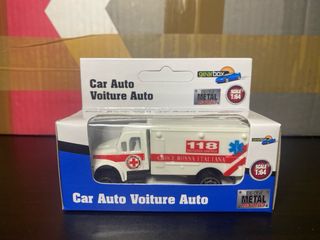 Car Auto
Voiture Auto
gearbox
METAL
SCALE
1:64
118
CROCE ROSSA ITALIANA
gearbox
SCALE
1:64
Car Auto Voiture Auto
METAL